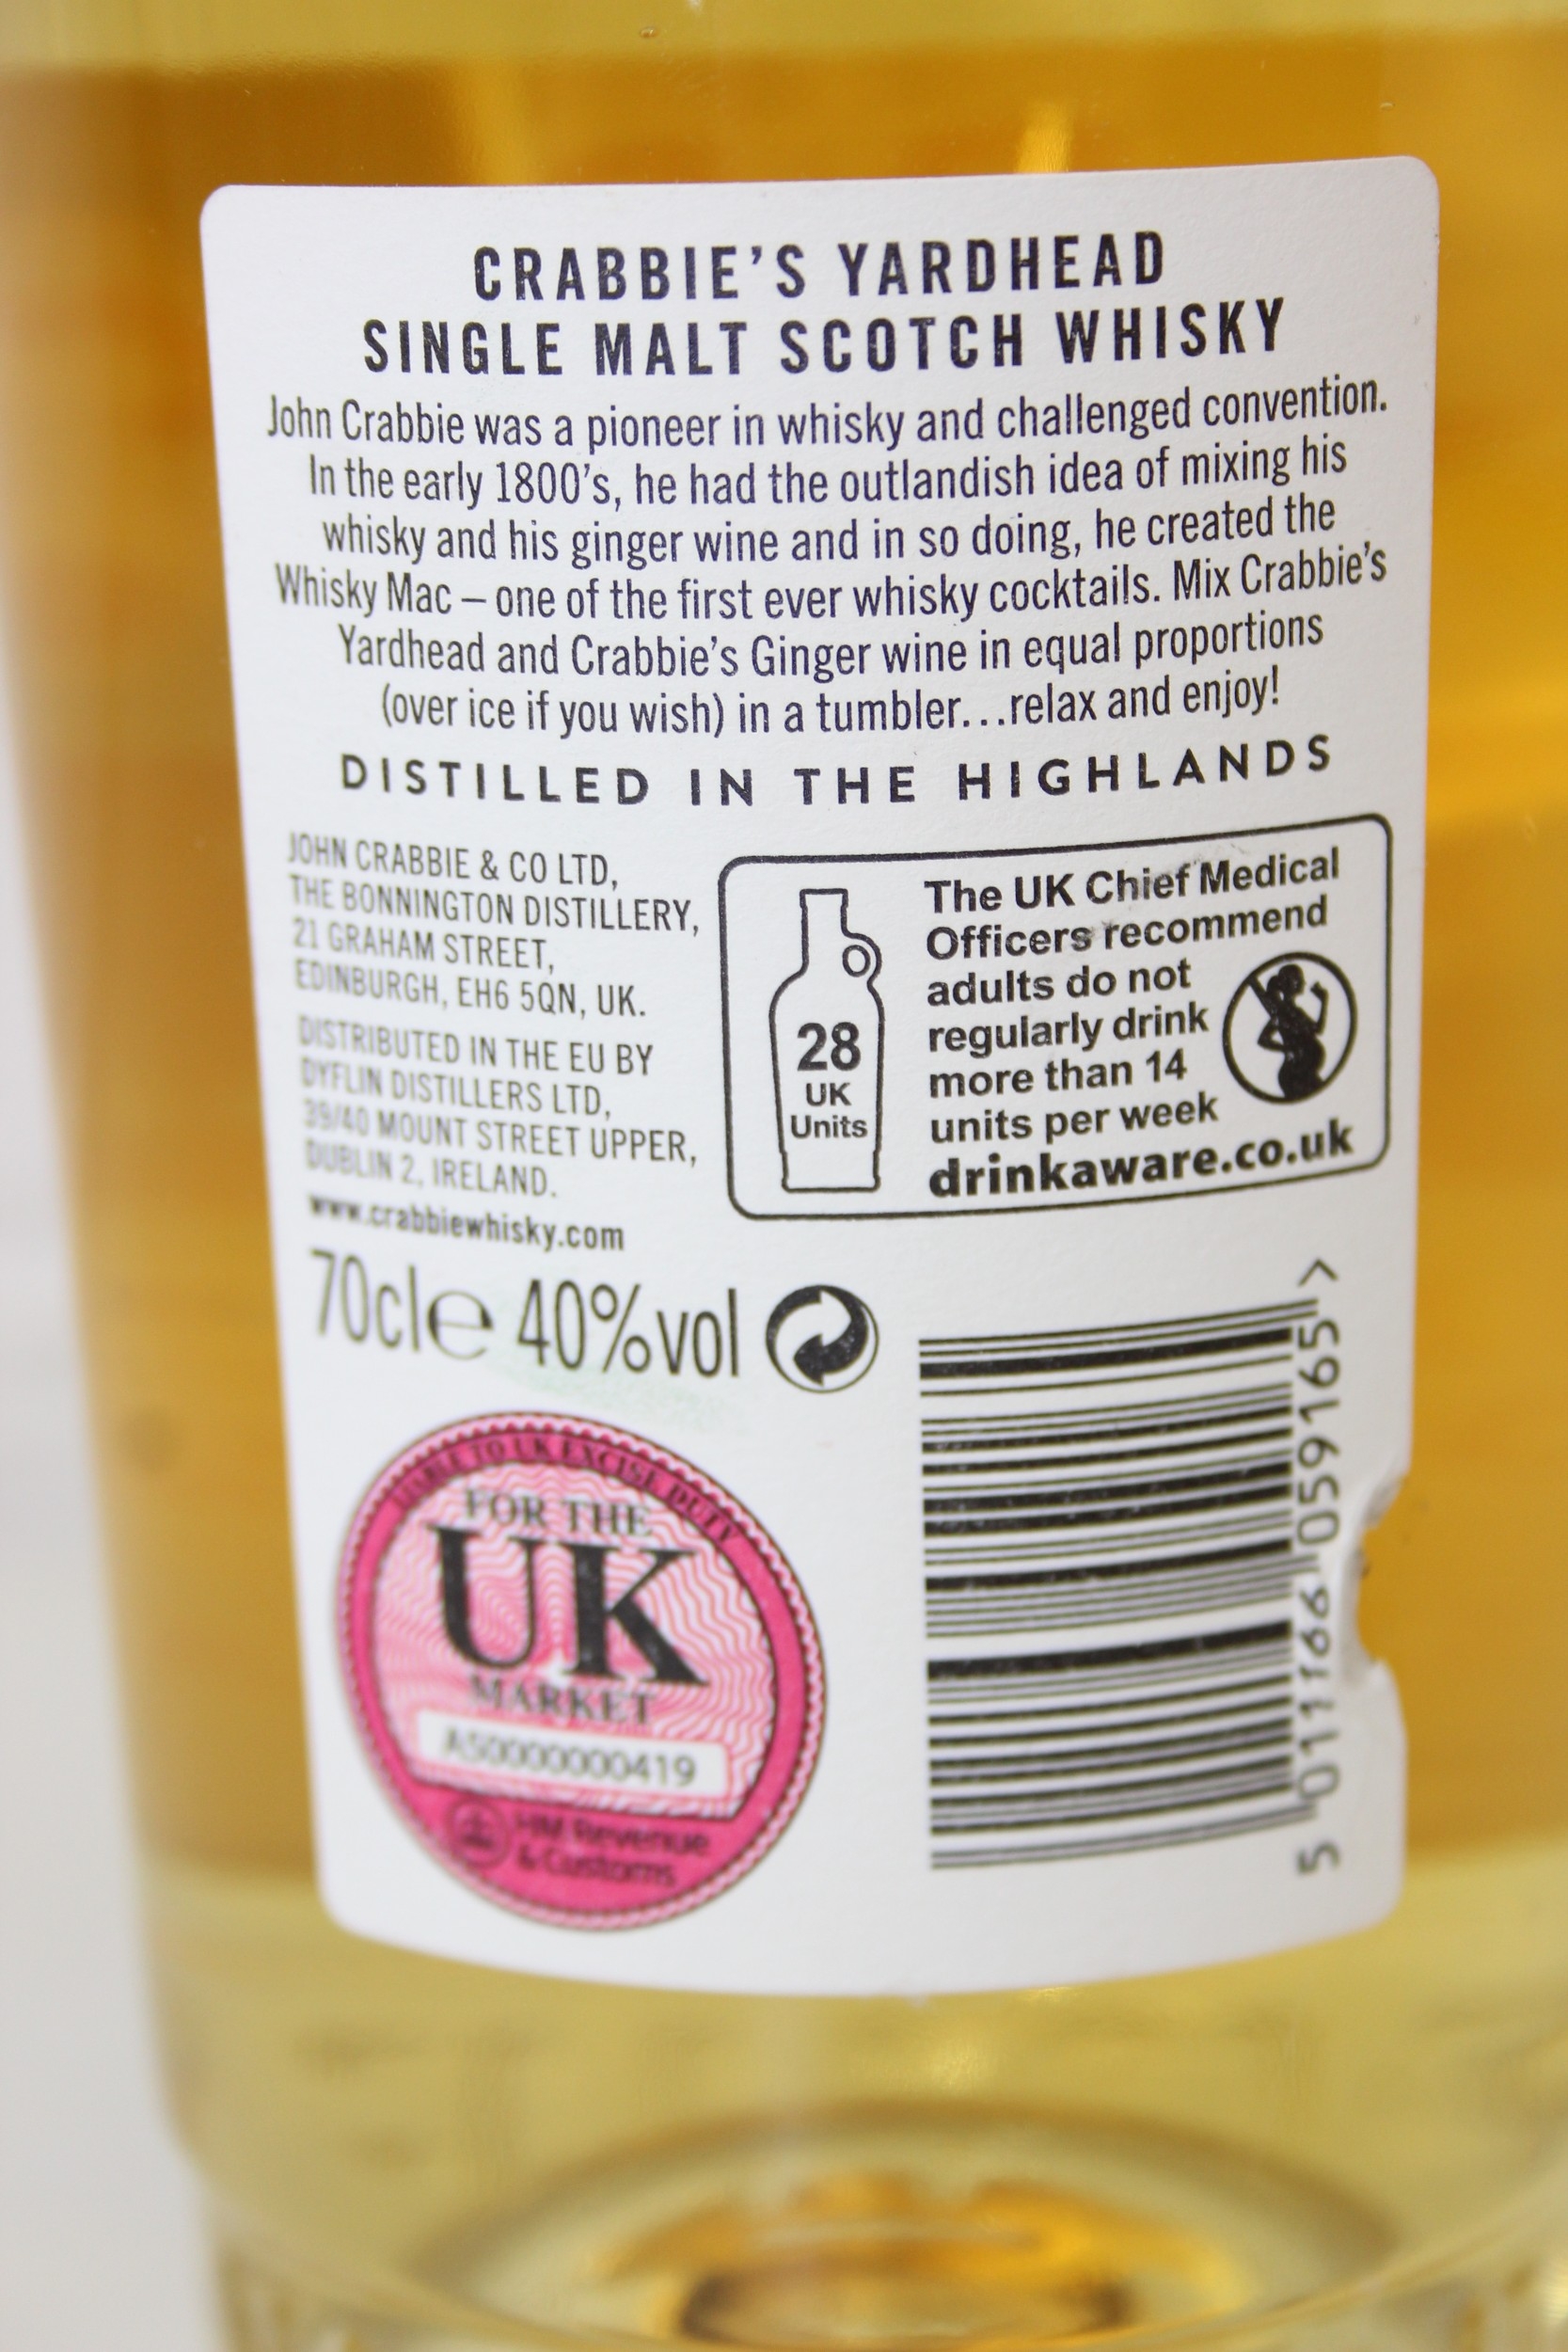 CRABBIE'S YARDHEAD
SINGLE MALT SCOTCH WHISKY
John Crabbie was a pioneer in whisky and challenged convention.
In the early 1800's, he had the outlandish idea of mixing his
whisky and his ginger wine and in so doing, he created the
Whisky Mac – one of the first ever whisky cocktails. Mix Crabbie's
Yardhead and Crabbie's Ginger wine in equal proportions
(over ice if you wish) in a tumbler...relax and enjoy!
DISTILLED IN THE HIGHLANDS
JOHN CRABBIE & CO LTD,
THE BONNINGTON DISTILLERY,
21 GRAHAM STREET,
EDINBURGH, EH6 5QN, UK.
DISTRIBUTED IN THE EU BY
DYFLIN DISTILLERS LTD,
39/40 MOUNT STREET UPPER,
DUBLIN 2, IRELAND.
www.crabbiewhisky.com
28
UK
Units
The UK Chief Medical
Officers recommend
adults do not
regularly drink
more than 14
units per week
drinkaware.co.uk
70cl e 40%vol
LIABLE TO UK EXCISE DUTY
FOR THE
UK
MARKET
AS0000000419
HM Revenue
& Customs
5 011166 059165 >